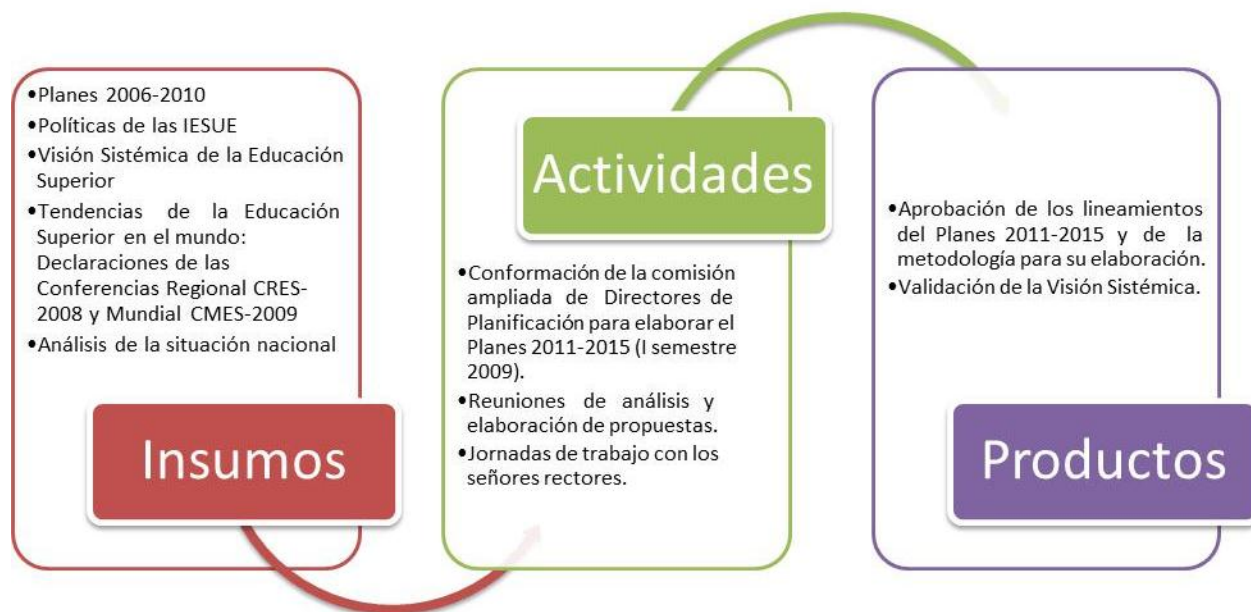 •Planes 2006-2010
•Políticas de las IESUE
•Visión Sistémica de la Educación
Superior
•Tendencias de la Educación
Superior en el mundo:
Declaraciones de las
Conferencias Regional CRES-
2008 y Mundial CMES-2009
•Análisis de la situación nacional
Insumos
Actividades
•Conformación de la comisión
ampliada de Directores de
Planificación para elaborar el
Planes 2011-2015 (I semestre
2009).
•Reuniones de análisis y
elaboración de propuestas.
•Jornadas de trabajo con los
señores rectores.
•Aprobación de los lineamientos
del Planes 2011-2015 y de la
metodología para su elaboración.
•Validación de la Visión Sistémica.
Productos